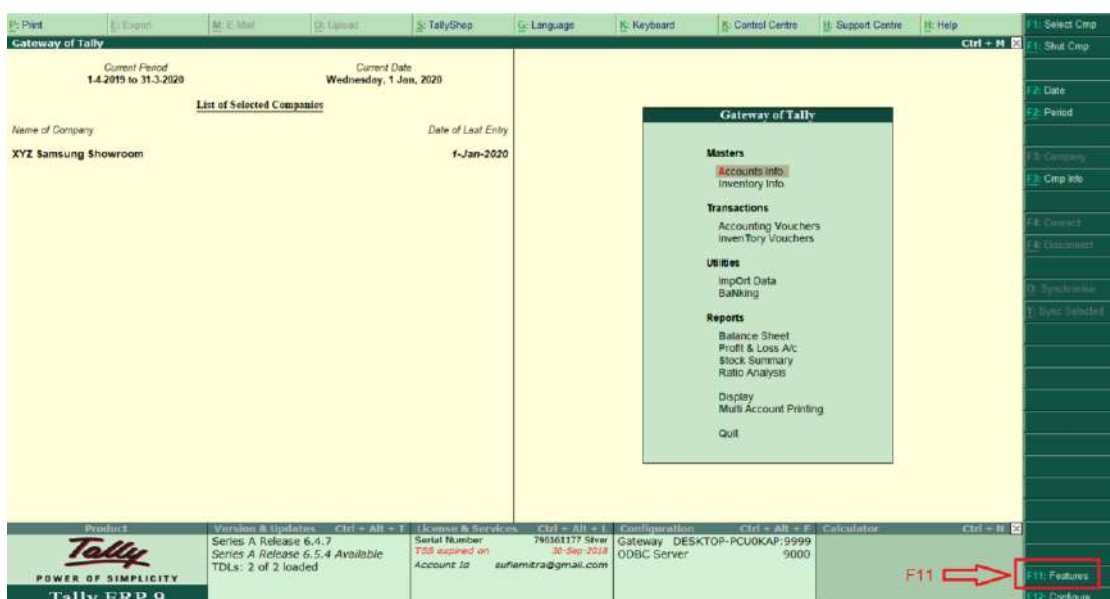 P: Print
E: Export
M: E-Mail
O: Upload
S: TallyShop
G: Language
K: Keyboard
K: Control Centre
H: Support Centre
H: Help
Gateway of Tally
Ctrl + M
Current Period
1-4-2019 to 31-3-2020
Current Date
Wednesday, 1 Jan, 2020
List of Selected Companies
Name of Company
Date of Last Entry
XYZ Samsung Showroom
1-Jan-2020
Gateway of Tally
Masters
Accounts Info.
Inventory Info.
Transactions
Accounting Vouchers
InvenTory Vouchers
Utilities
ImpOrt Data
BaNking
Reports
Balance Sheet
Profit & Loss A/c
Stock Summary
Ratio Analysis
Display
Multi Account Printing
Quit
F1: Select Cmp
F1: Shut Cmp
F2: Date
F2: Period
F3: Company
F3: Cmp Info
F4: Connect
F4: Disconnect
O: Synchronise
Y: Sync Selected
F11: Features
F12: Configure
F11
Product
Tally
POWER OF SIMPLICITY
Tally ERP 9
Version & Updates Ctrl + Alt + T
Series A Release 6.4.7
Series A Release 6.5.4 Available
TDLs: 2 of 2 loaded
License & Services Ctrl + Alt + L
Serial Number 796161177 Silver
TSS expired on 30-Sep-2018
Account Id sufiemitra@gmail.com
Configuration Ctrl + Alt + F
Gateway DESKTOP-PCU0KAP:9999
ODBC Server 9000
Calculator Ctrl + N